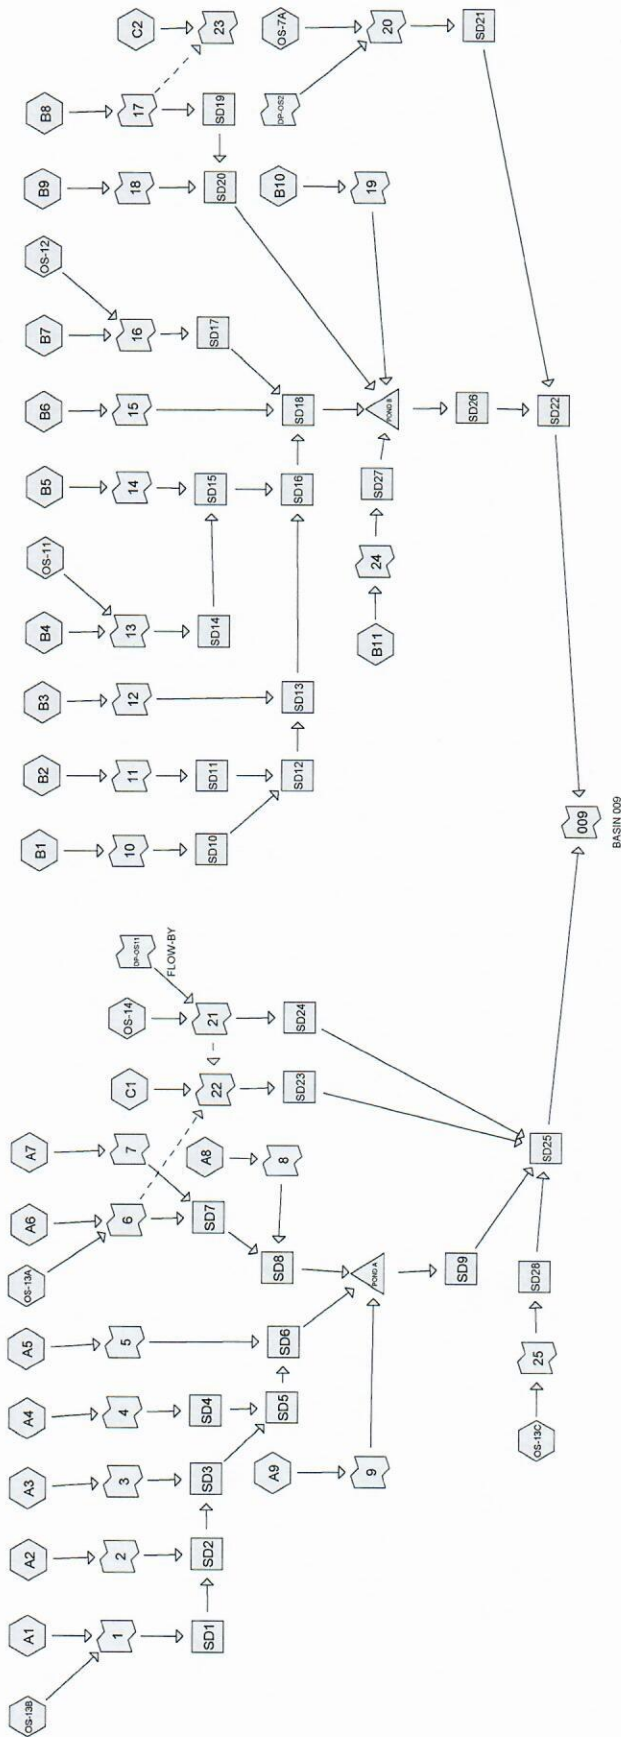 OS-13B
A1
A2
A3
A4
A5
OS-13A
A6
A7
C1
OS-14
DP-OS11
FLOW-BY
B1
B2
B3
B4
OS-11
B5
B6
B7
OS-12
B9
B8
C2
1
2
3
4
5
6
7
22
21
10
11
12
13
14
15
16
18
17
23
SD1
SD2
SD3
SD4
SD7
A8
SD23
SD24
SD10
SD11
SD14
SD15
SD17
SD20
SD19
A9
SD5
SD6
SD8
8
SD12
SD13
SD16
SD18
B10
DP-OS2
OS-7A
9
POND A
B11
24
SD27
POND B
19
20
SD9
SD26
SD21
OS-13C
25
SD28
SD25
SD22
009
BASIN 009